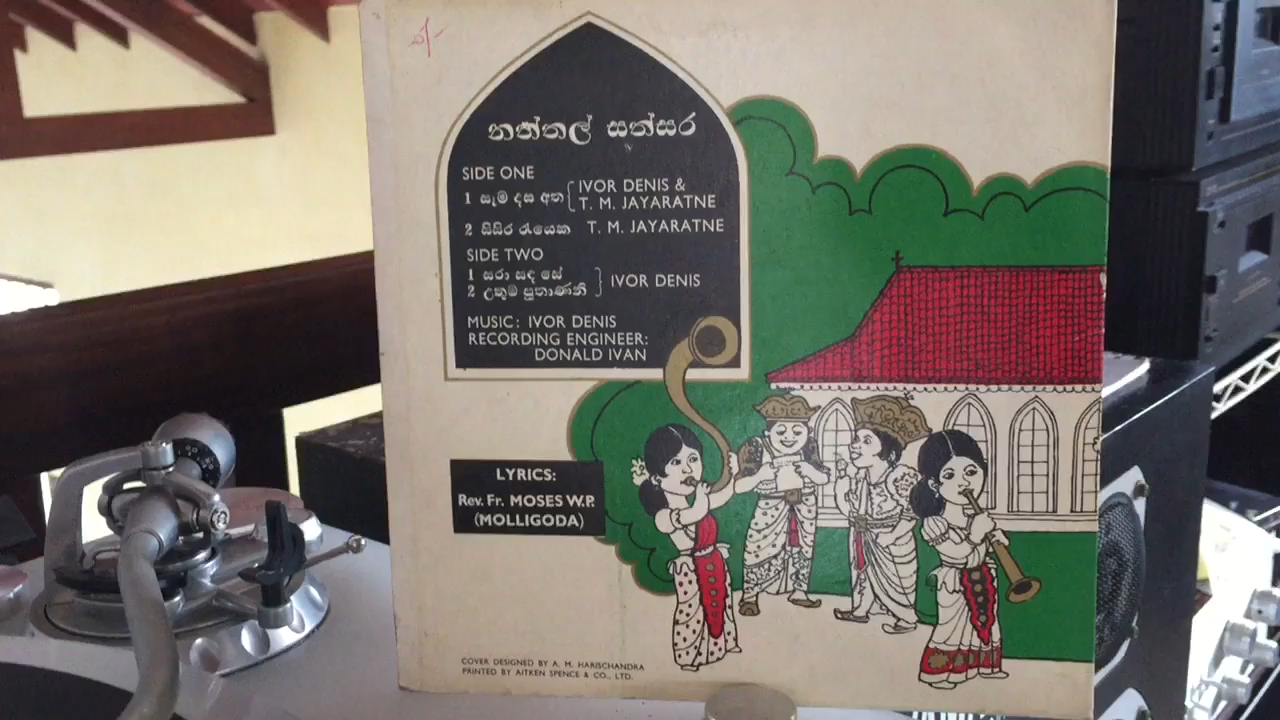 නත්තල් සත්සර
SIDE ONE
1 සැම දස අත IVOR DENIS &
T. M. JAYARATNE
2 සිසිර රැයෙක T. M. JAYARATNE
SIDE TWO
1 සරා සඳ සේ
2 උතුම් පුතාණනි IVOR DENIS
MUSIC: IVOR DENIS
RECORDING ENGINEER:
DONALD IVAN
LYRICS:
Rev. Fr. MOSES W.P.
(MOLLIGODA)
COVER DESIGNED BY A. M. HARISCHANDRA
PRINTED BY AITKEN SPENCE & CO., LTD.